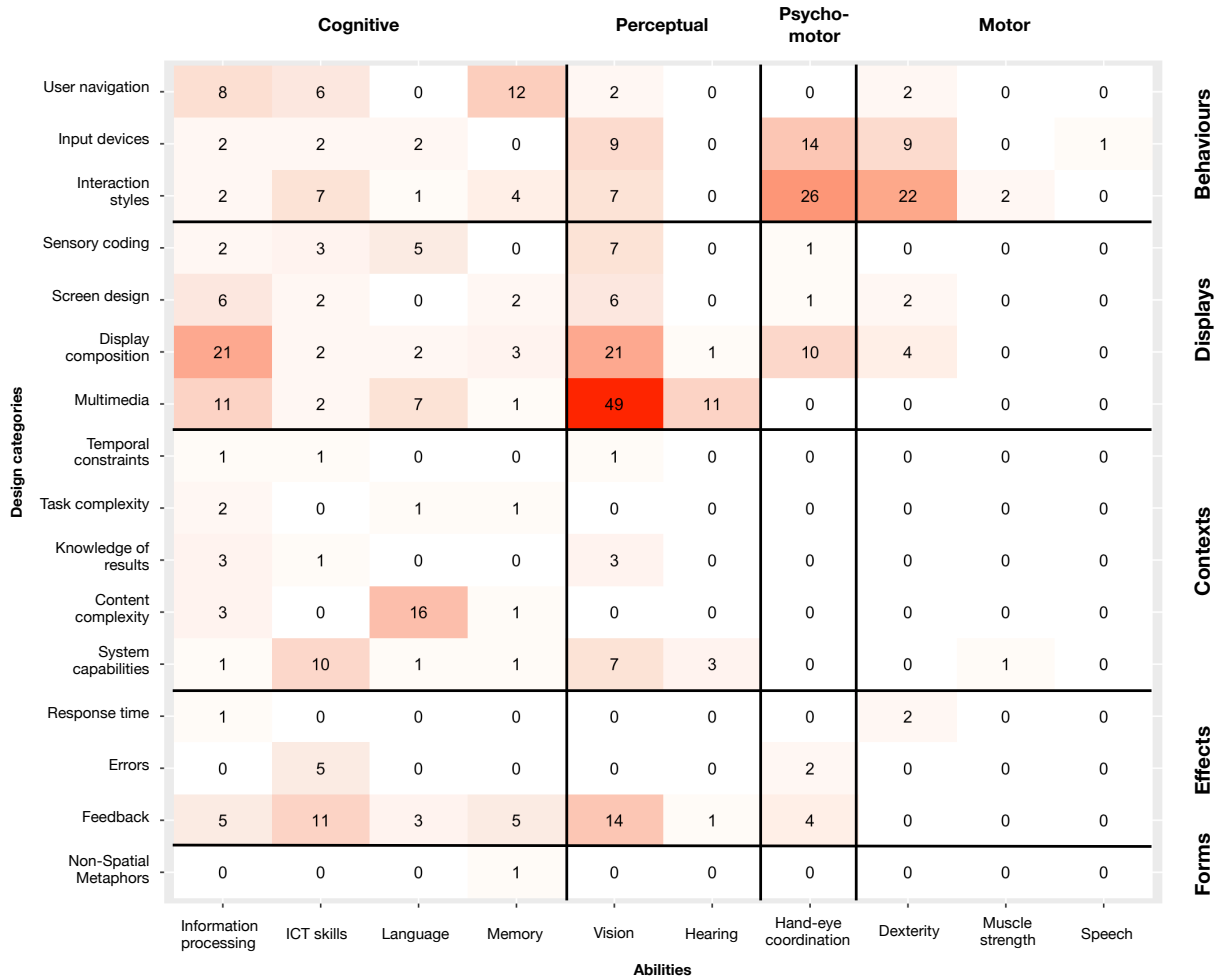 Cognitive Perceptual Psycho- Motor
motor
User navigation 8 6 0 12 2 0 0 2 0 0
Input devices 2 2 2 0 9 0 14 9 0 1
Interaction
styles 2 7 1 4 7 0 26 22 2 0
Behaviours
Sensory coding 2 3 5 0 7 0 1 0 0 0
Screen design 6 2 0 2 6 0 1 2 0 0
Display
composition 21 2 2 3 21 1 10 4 0 0
Multimedia 11 2 7 1 49 11 0 0 0 0
Displays
Temporal
constraints 1 1 0 0 1 0 0 0 0 0
Task complexity 2 0 1 1 0 0 0 0 0 0
Knowledge of
results 3 1 0 0 3 0 0 0 0 0
Content
complexity 3 0 16 1 0 0 0 0 0 0
System
capabilities 1 10 1 1 7 3 0 0 1 0
Contexts
Response time 1 0 0 0 0 0 0 2 0 0
Errors 0 5 0 0 0 0 2 0 0 0
Feedback 5 11 3 5 14 1 4 0 0 0
Effects
Non-Spatial
Metaphors 0 0 0 1 0 0 0 0 0 0
Forms
Design categories
Information
processing
ICT skills
Language
Memory
Vision
Hearing
Hand-eye
coordination
Dexterity
Muscle
strength
Speech
Abilities